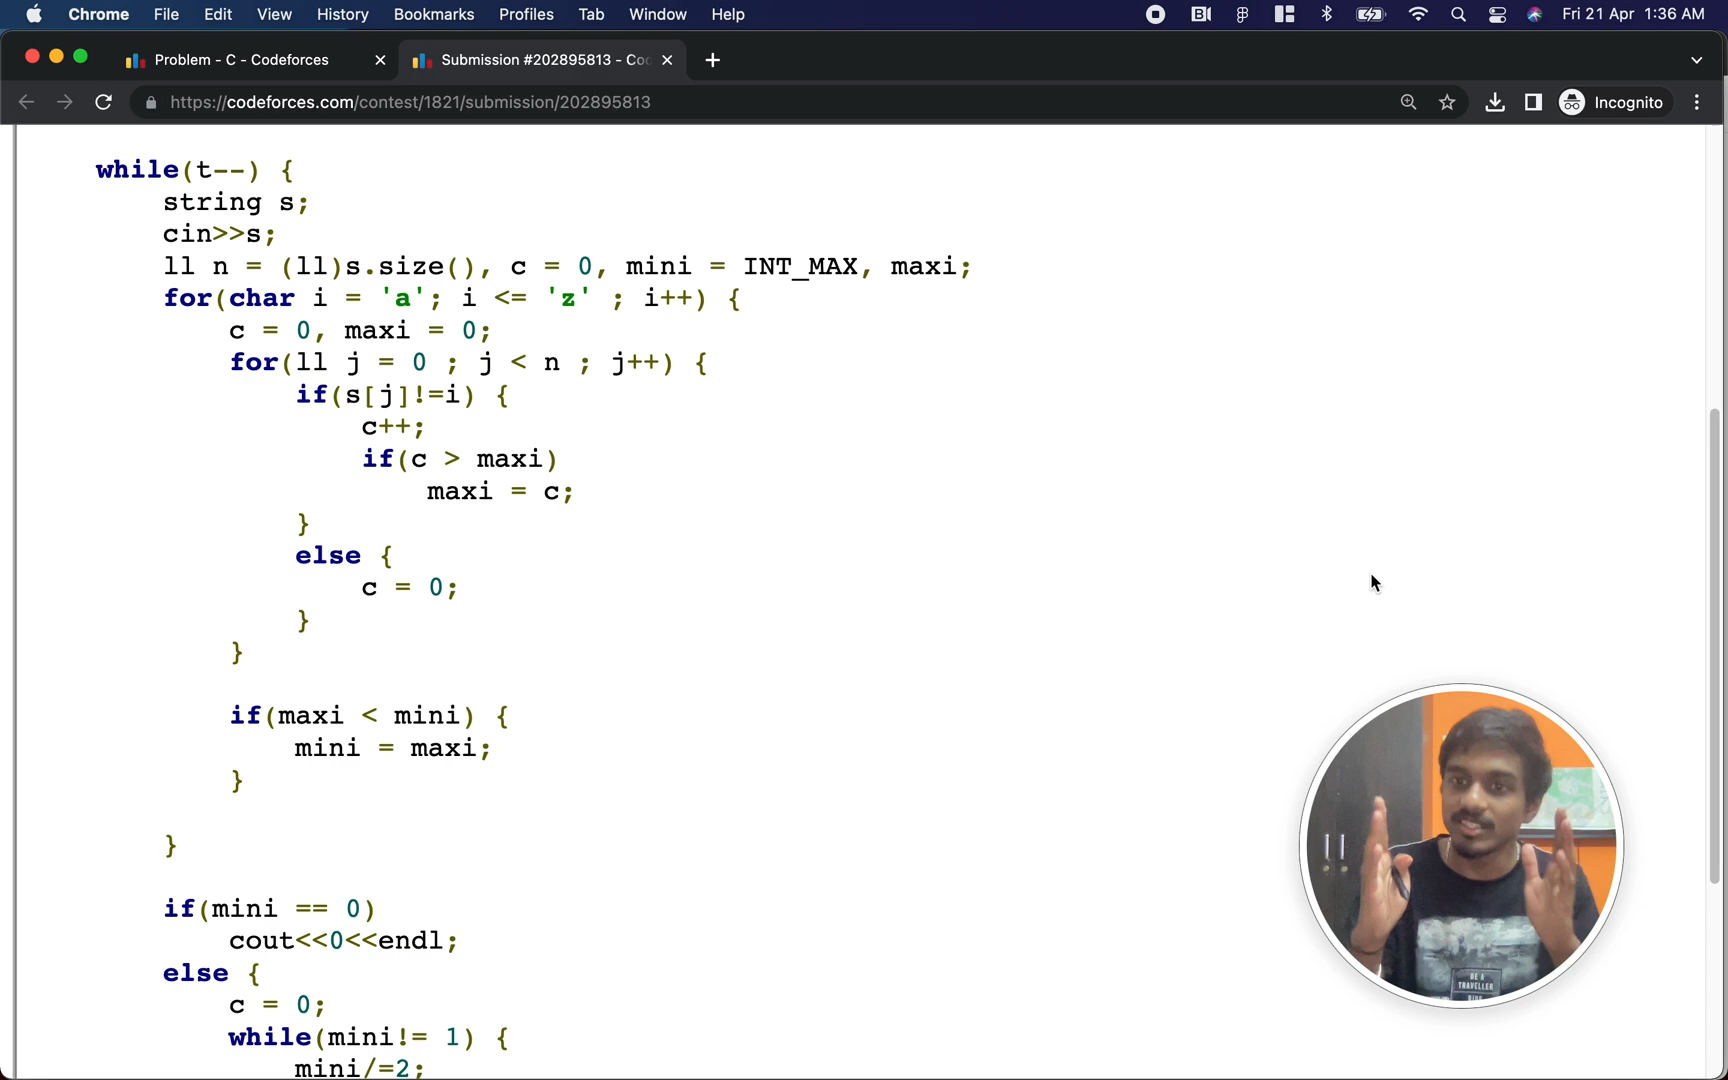 Chrome File Edit View History Bookmarks Profiles Tab Window Help Fri 21 Apr 1:36 AM
Problem - C - Codeforces Submission #202895813 - Co
https://codeforces.com/contest/1821/submission/202895813 Incognito
while(t--) {
string s;
cin>>s;
ll n = (ll)s.size(), c = 0, mini = INT_MAX, maxi;
for(char i = 'a'; i <= 'z' ; i++) {
c = 0, maxi = 0;
for(ll j = 0 ; j < n ; j++) {
if(s[j]!=i) {
c++;
if(c > maxi)
maxi = c;
}
else {
c = 0;
}
}
if(maxi < mini) {
mini = maxi;
}
}
if(mini == 0)
cout<<0<<endl;
else {
c = 0;
while(mini!= 1) {
mini/=2;
BE A
TRAVELLER